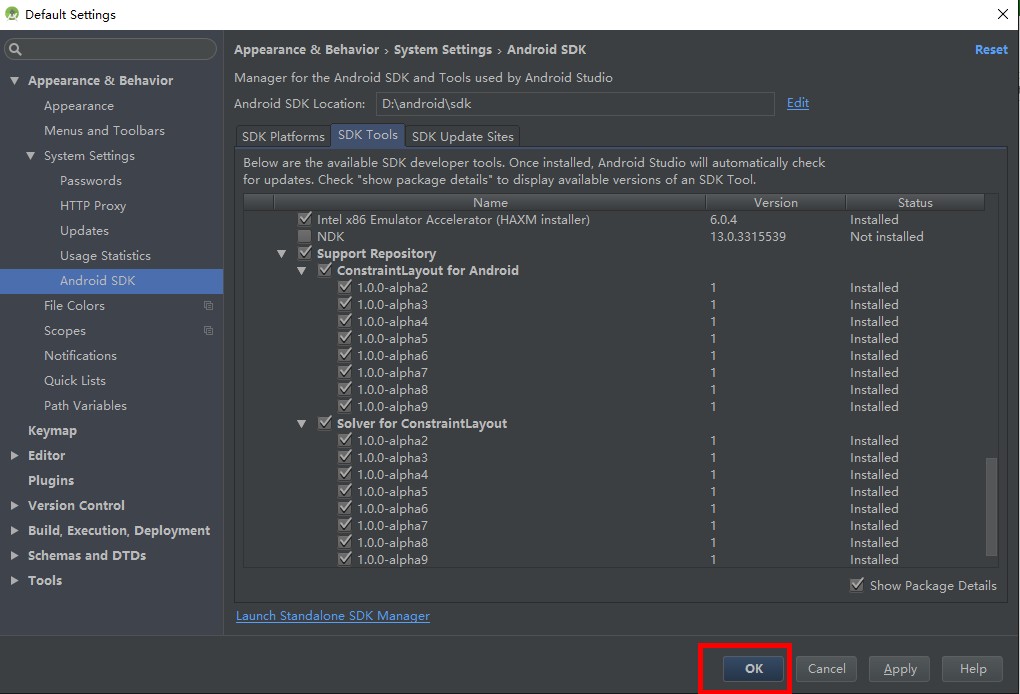 Default Settings
Appearance & Behavior › System Settings › Android SDK
Reset
Manager for the Android SDK and Tools used by Android Studio
Android SDK Location: D:\android\sdk Edit
SDK Platforms SDK Tools SDK Update Sites
Below are the available SDK developer tools. Once installed, Android Studio will automatically check
for updates. Check "show package details" to display available versions of an SDK Tool.
Name Version Status
Intel x86 Emulator Accelerator (HAXM installer) 6.0.4 Installed
NDK 13.0.3315539 Not installed
Support Repository
ConstraintLayout for Android
1.0.0-alpha2 1 Installed
1.0.0-alpha3 1 Installed
1.0.0-alpha4 1 Installed
1.0.0-alpha5 1 Installed
1.0.0-alpha6 1 Installed
1.0.0-alpha7 1 Installed
1.0.0-alpha8 1 Installed
1.0.0-alpha9 1 Installed
Solver for ConstraintLayout
1.0.0-alpha2 1 Installed
1.0.0-alpha3 1 Installed
1.0.0-alpha4 1 Installed
1.0.0-alpha5 1 Installed
1.0.0-alpha6 1 Installed
1.0.0-alpha7 1 Installed
1.0.0-alpha8 1 Installed
1.0.0-alpha9 1 Installed
Show Package Details
Launch Standalone SDK Manager
Appearance & Behavior
Appearance
Menus and Toolbars
System Settings
Passwords
HTTP Proxy
Updates
Usage Statistics
Android SDK
File Colors
Scopes
Notifications
Quick Lists
Path Variables
Keymap
Editor
Plugins
Version Control
Build, Execution, Deployment
Schemas and DTDs
Tools
OK Cancel Apply Help